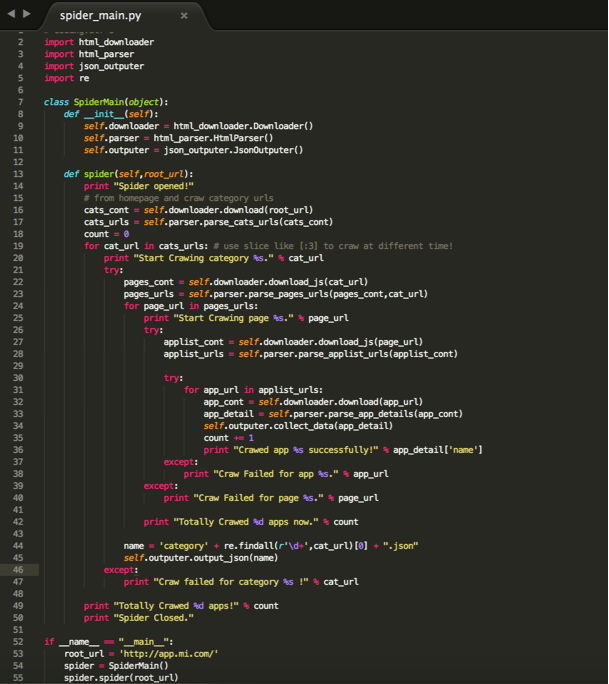 spider_main.py
2 import html_downloader
3 import html_parser
4 import json_outputer
5 import re
6
7 class SpiderMain(object):
8     def __init__(self):
9         self.downloader = html_downloader.Downloader()
10         self.parser = html_parser.HtmlParser()
11         self.outputer = json_outputer.JsonOutputer()
12
13     def spider(self,root_url):
14         print "Spider opened!"
15         # from homepage and craw category urls
16         cats_cont = self.downloader.download(root_url)
17         cats_urls = self.parser.parse_cats_urls(cats_cont)
18         count = 0
19         for cat_url in cats_urls: # use slice like [:3] to craw at different time!
20             print "Start Crawing category %s." % cat_url
21             try:
22                 pages_cont = self.downloader.download_js(cat_url)
23                 pages_urls = self.parser.parse_pages_urls(pages_cont,cat_url)
24                 for page_url in pages_urls:
25                     print "Start Crawing page %s." % page_url
26                     try:
27                         applist_cont = self.downloader.download_js(page_url)
28                         applist_urls = self.parser.parse_applist_urls(applist_cont)
29
30                         try:
31                             for app_url in applist_urls:
32                                 app_cont = self.downloader.download(app_url)
33                                 app_detail = self.parser.parse_app_details(app_cont)
34                                 self.outputer.collect_data(app_detail)
35                                 count += 1
36                                 print "Crawed app %s successfully!" % app_detail['name']
37                         except:
38                             print "Craw Failed for app %s." % app_url
39                     except:
40                         print "Craw Failed for page %s." % page_url
41
42                     print "Totally Crawed %d apps now." % count
43
44                 name = 'category' + re.findall(r'\d+',cat_url)[0] + ".json"
45                 self.outputer.output_json(name)
46             except:
47                 print "Craw failed for category %s !" % cat_url
48
49         print "Totally Crawed %d apps!" % count
50         print "Spider Closed."
51
52 if __name__ == "__main__":
53     root_url = 'http://app.mi.com/'
54     spider = SpiderMain()
55     spider.spider(root_url)